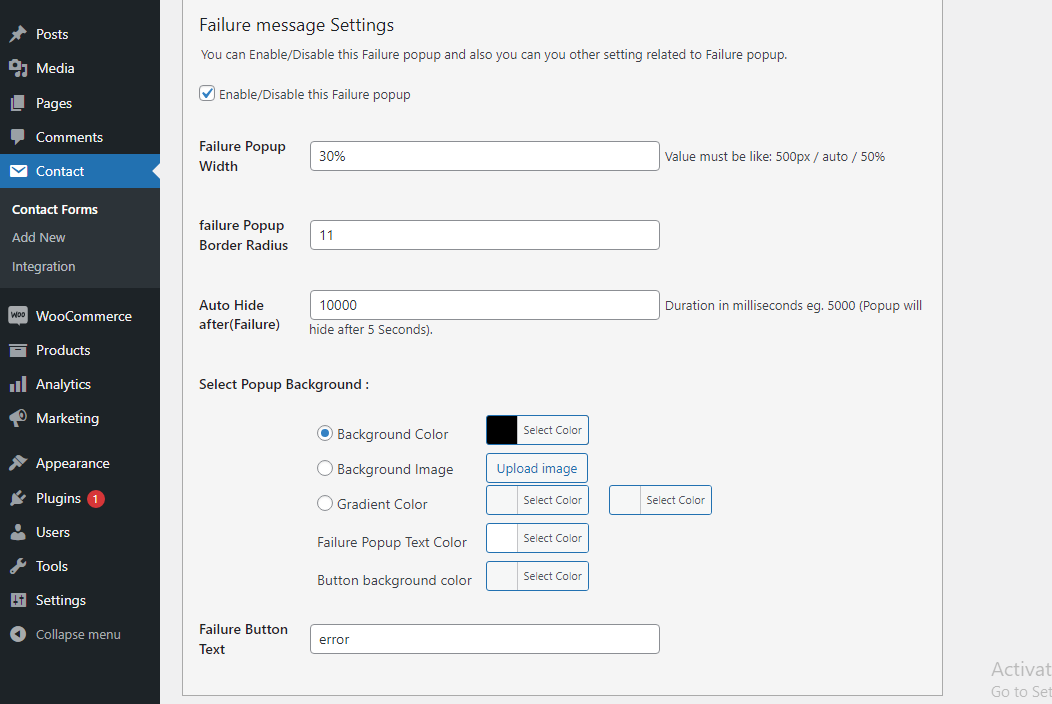 Posts
Media
Pages
Comments
Contact
Contact Forms
Add New
Integration
WOO
WooCommerce
Products
Analytics
Marketing
Appearance
Plugins 1
Users
Tools
Settings
Collapse menu
Failure message Settings
You can Enable/Disable this Failure popup and also you can you other setting related to Failure popup.
Enable/Disable this Failure popup
Failure Popup
Width
30%
Value must be like: 500px / auto / 50%
failure Popup
Border Radius
11
Auto Hide
after(Failure)
10000
Duration in milliseconds eg. 5000 (Popup will
hide after 5 Seconds).
Select Popup Background :
Background Color
Select Color
Background Image
Upload image
Gradient Color
Select Color
Select Color
Failure Popup Text Color
Select Color
Button background color
Select Color
Failure Button
Text
error
Activat
Go to Set